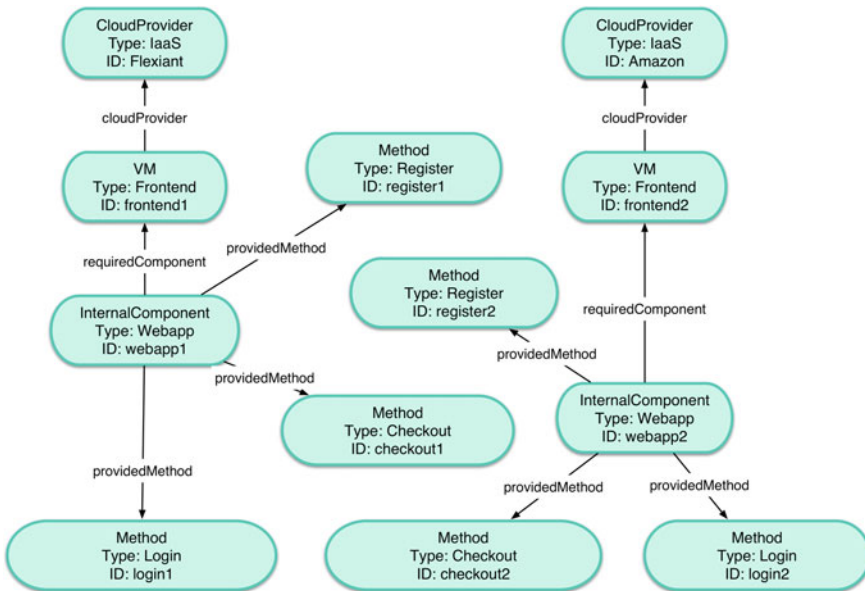 CloudProvider
Type: IaaS
ID: Flexiant
CloudProvider
Type: IaaS
ID: Amazon
cloudProvider
cloudProvider
VM
Type: Frontend
ID: frontend1
Method
Type: Register
ID: register1
VM
Type: Frontend
ID: frontend2
requiredComponent
providedMethod
Method
Type: Register
ID: register2
requiredComponent
InternalComponent
Type: Webapp
ID: webapp1
providedMethod
providedMethod
InternalComponent
Type: Webapp
ID: webapp2
Method
Type: Checkout
ID: checkout1
providedMethod
providedMethod
providedMethod
Method
Type: Login
ID: login1
Method
Type: Checkout
ID: checkout2
Method
Type: Login
ID: login2